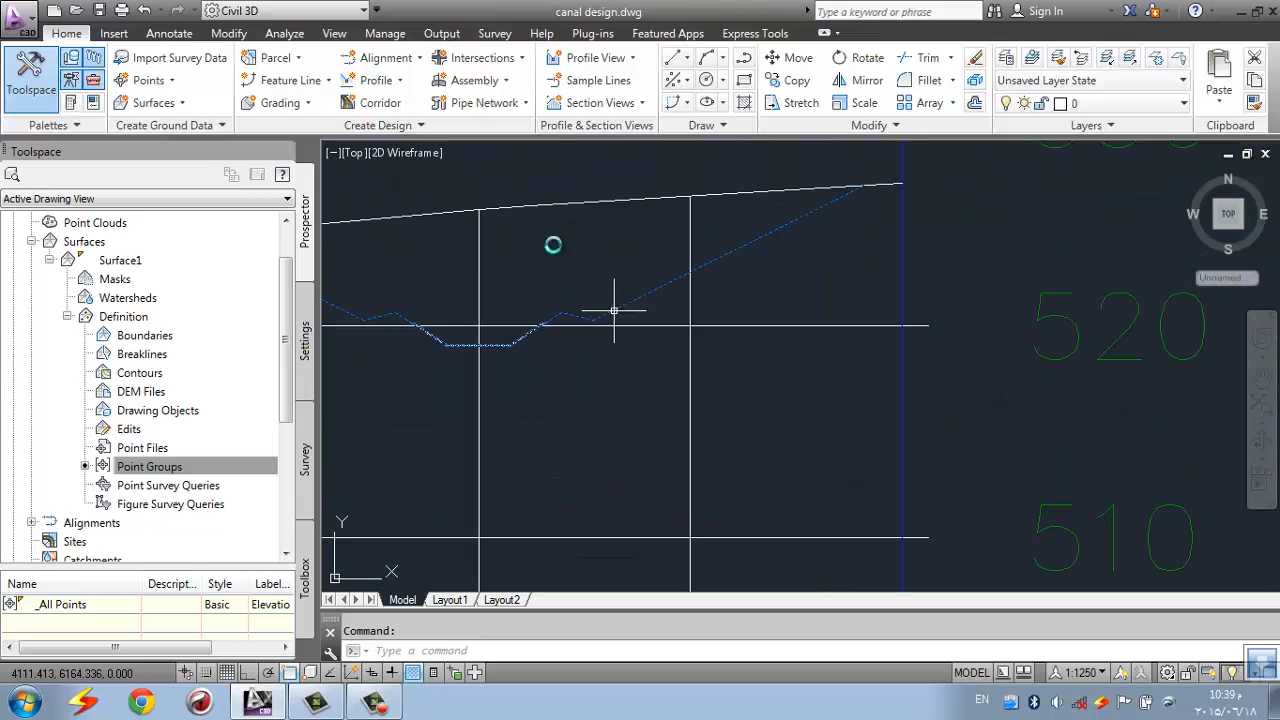 Civil 3D
canal design.dwg
Type a keyword or phrase
Sign In
C3D
Home
Insert
Annotate
Modify
Analyze
View
Manage
Output
Survey
Help
Plug-ins
Featured Apps
Express Tools
Toolspace
Import Survey Data
Points
Surfaces
Parcel
Feature Line
Grading
Alignment
Profile
Corridor
Intersections
Assembly
Pipe Network
Profile View
Sample Lines
Section Views
Move
Copy
Stretch
Rotate
Mirror
Scale
Trim
Fillet
Array
Unsaved Layer State
0
Paste
Palettes
Create Ground Data
Create Design
Profile & Section Views
Draw
Modify
Layers
Clipboard
Toolspace
Active Drawing View
Point Clouds
Surfaces
Surface1
Masks
Watersheds
Definition
Boundaries
Breaklines
Contours
DEM Files
Drawing Objects
Edits
Point Files
Point Groups
Point Survey Queries
Figure Survey Queries
Alignments
Sites
Catchments
Name
Descript...
Style
Label...
_All Points
Basic
Elevatio
Prospector
Settings
Survey
Toolbox
[−][Top][2D Wireframe]
N
W
TOP
E
S
Unnamed...
520
510
Y
X
Model
Layout1
Layout2
Command:
Type a command
4111.413, 6164.336, 0.000
MODEL
1:1250
EN
10:39 م
٢٠١٥/٠٦/١٨